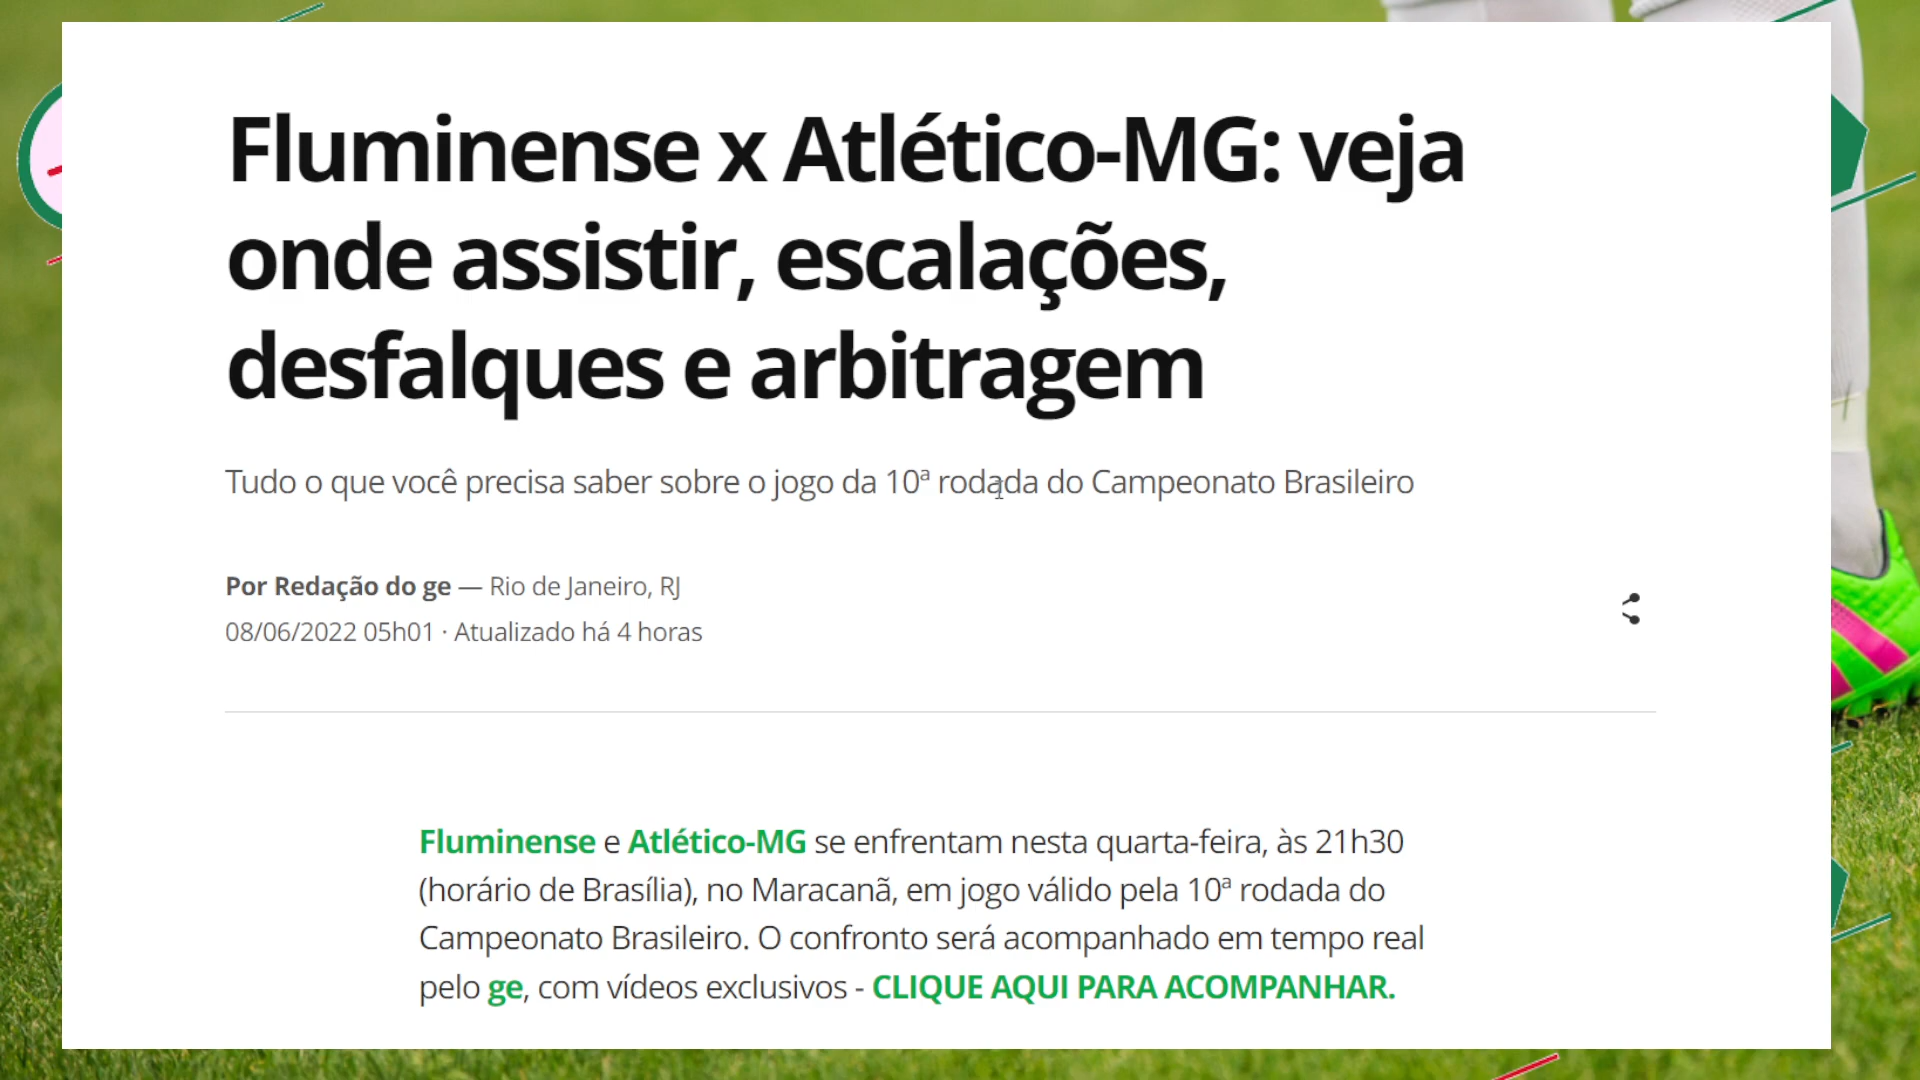 Fluminense x Atlético-MG: veja
onde assistir, escalações,
desfalques e arbitragem
Tudo o que você precisa saber sobre o jogo da 10ª rodada do Campeonato Brasileiro
Por Redação do ge — Rio de Janeiro, RJ
08/06/2022 05h01 · Atualizado há 4 horas
Fluminense e Atlético-MG se enfrentam nesta quarta-feira, às 21h30
(horário de Brasília), no Maracanã, em jogo válido pela 10ª rodada do
Campeonato Brasileiro. O confronto será acompanhado em tempo real
pelo ge, com vídeos exclusivos - CLIQUE AQUI PARA ACOMPANHAR.